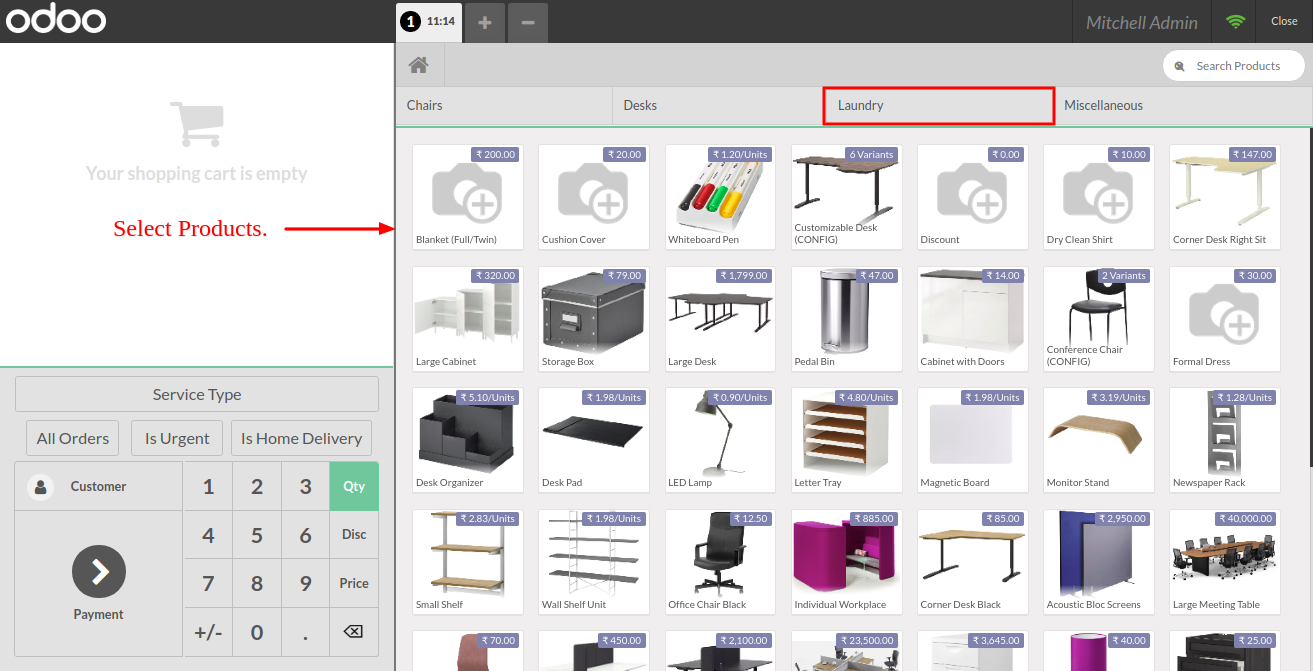 odoo
1 11:14
+
−
Mitchell Admin
Close
Search Products
Chairs
Desks
Laundry
Miscellaneous
Your shopping cart is empty
Select Products.
₹ 200.00
Blanket (Full/Twin)
₹ 20.00
Cushion Cover
₹ 1.20/Units
Whiteboard Pen
6 Variants
Customizable Desk
(CONFIG)
₹ 0.00
Discount
₹ 10.00
Dry Clean Shirt
₹ 147.00
Corner Desk Right Sit
₹ 320.00
Large Cabinet
₹ 79.00
Storage Box
₹ 1,799.00
Large Desk
₹ 47.00
Pedal Bin
₹ 14.00
Cabinet with Doors
2 Variants
Conference Chair
(CONFIG)
₹ 30.00
Formal Dress
₹ 5.10/Units
Desk Organizer
₹ 1.98/Units
Desk Pad
₹ 0.90/Units
LED Lamp
₹ 4.80/Units
Letter Tray
₹ 1.98/Units
Magnetic Board
₹ 3.19/Units
Monitor Stand
₹ 1.28/Units
Newspaper Rack
₹ 2.83/Units
Small Shelf
₹ 1.98/Units
Wall Shelf Unit
₹ 12.50
Office Chair Black
₹ 885.00
Individual Workplace
₹ 85.00
Corner Desk Black
₹ 2,950.00
Acoustic Bloc Screens
₹ 40,000.00
Large Meeting Table
₹ 70.00
₹ 450.00
₹ 2,100.00
₹ 23,500.00
₹ 3,645.00
₹ 40.00
₹ 25.00
Service Type
All Orders
Is Urgent
Is Home Delivery
Customer
1 2 3 Qty
4 5 6 Disc
7 8 9 Price
+/- 0 .
Payment